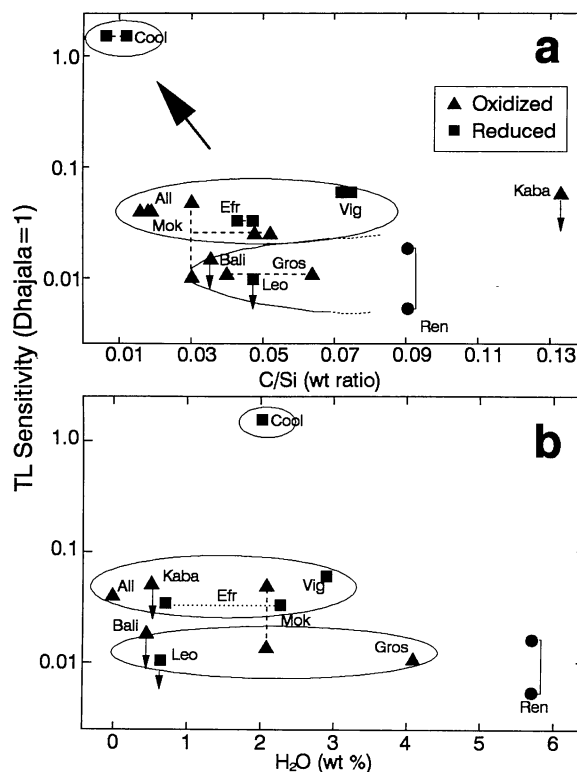 Cool
a
1.0
▲ Oxidized
■ Reduced
0.1
All
Efr
Vig
Kaba
Mok
Bali
Gros
0.01
Leo
Ren
0.01 0.03 0.05 0.07 0.09 0.11 0.13
C/Si (wt ratio)
TL Sensitivity (Dhajala=1)
Cool
b
1.0
0.1
All
Kaba
Efr
Vig
Bali
Mok
Leo
Gros
0.01
Ren
0 1 2 3 4 5 6
H₂O (wt %)